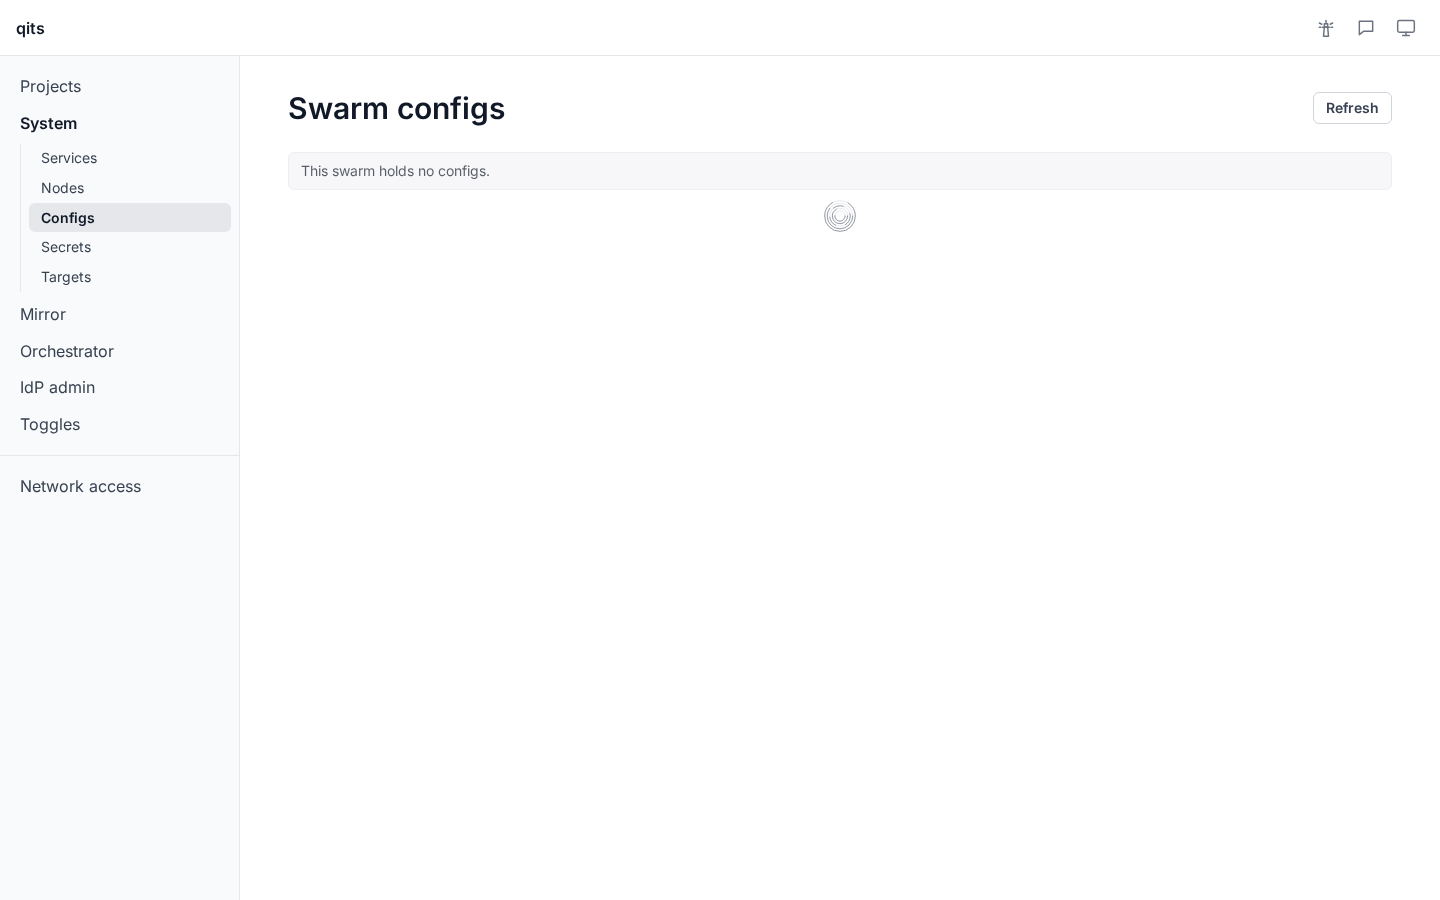 qits
Projects
System
Services
Nodes
Configs
Secrets
Targets
Mirror
Orchestrator
IdP admin
Toggles
Network access
Swarm configs
Refresh
This swarm holds no configs.